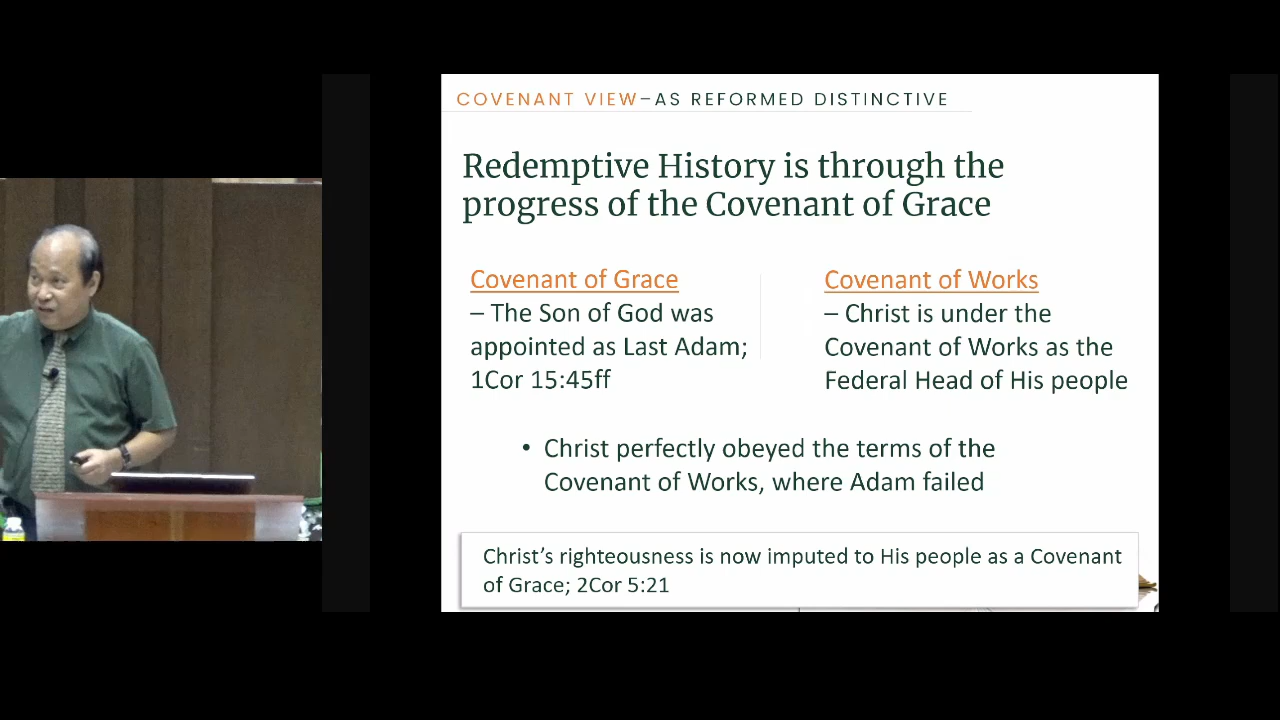 COVENANT VIEW–AS REFORMED DISTINCTIVE
Redemptive History is through the
progress of the Covenant of Grace
Covenant of Grace
– The Son of God was
appointed as Last Adam;
1Cor 15:45ff
Covenant of Works
– Christ is under the
Covenant of Works as the
Federal Head of His people
• Christ perfectly obeyed the terms of the
Covenant of Works, where Adam failed
Christ's righteousness is now imputed to His people as a Covenant
of Grace; 2Cor 5:21